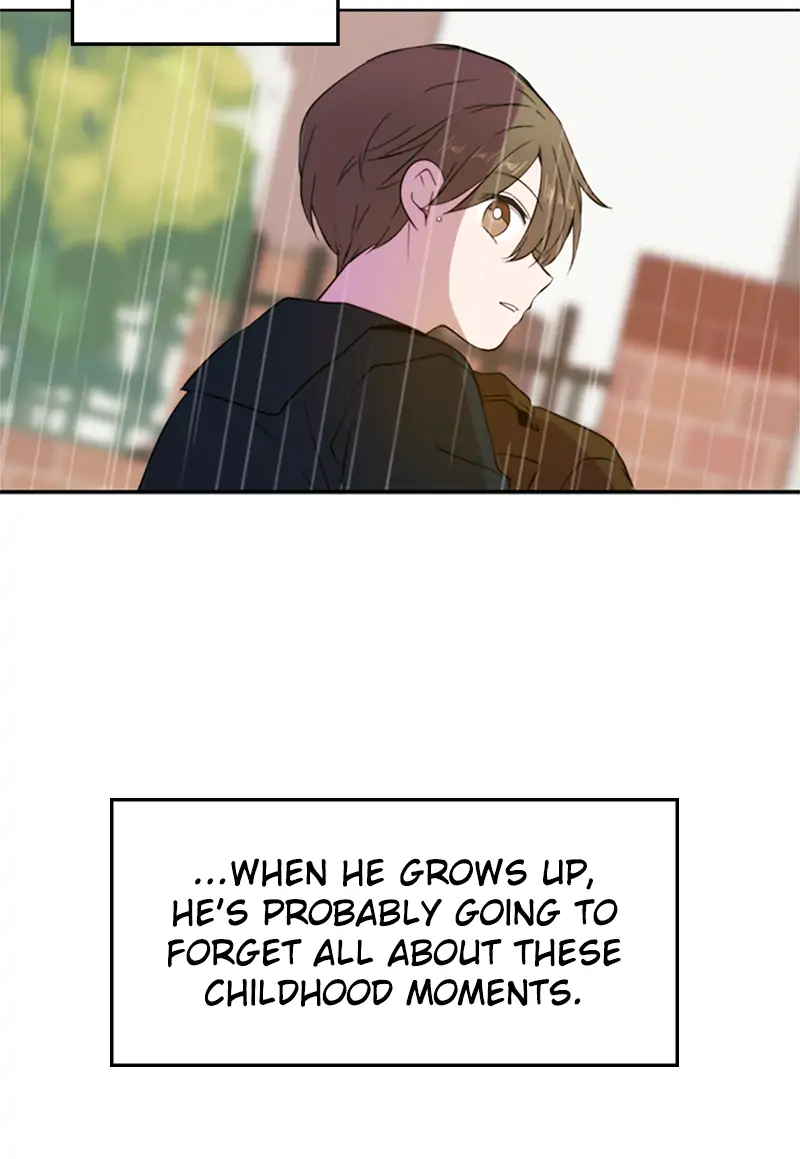 ...WHEN HE GROWS UP,
HE'S PROBABLY GOING TO
FORGET ALL ABOUT THESE
CHILDHOOD MOMENTS.